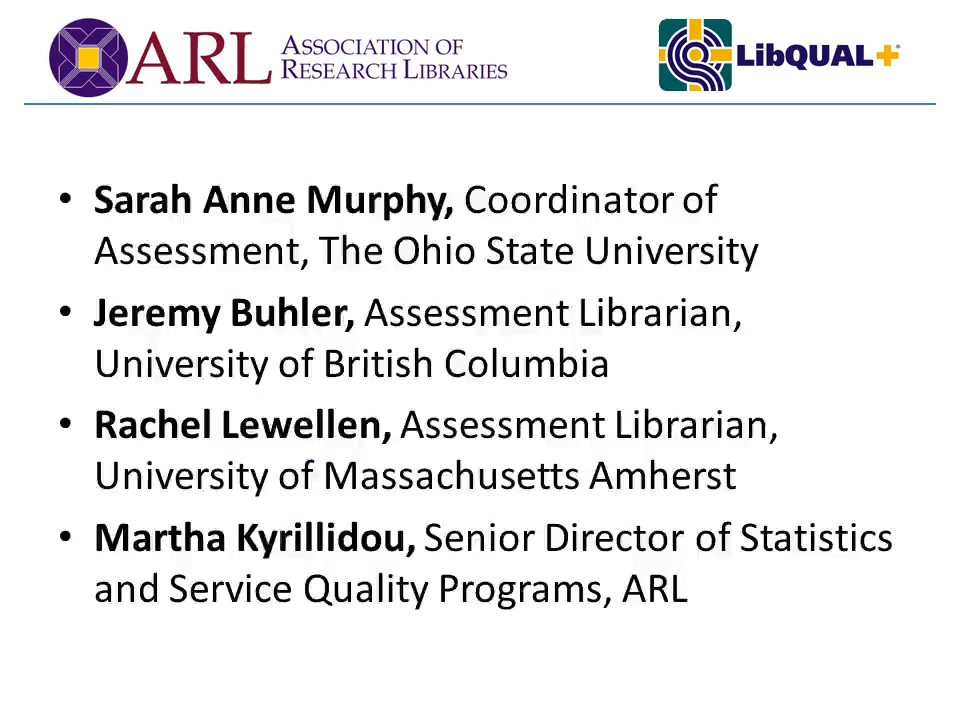 ARL ASSOCIATION OF
RESEARCH LIBRARIES
LibQUAL+®
• Sarah Anne Murphy, Coordinator of
Assessment, The Ohio State University
• Jeremy Buhler, Assessment Librarian,
University of British Columbia
• Rachel Lewellen, Assessment Librarian,
University of Massachusetts Amherst
• Martha Kyrillidou, Senior Director of Statistics
and Service Quality Programs, ARL